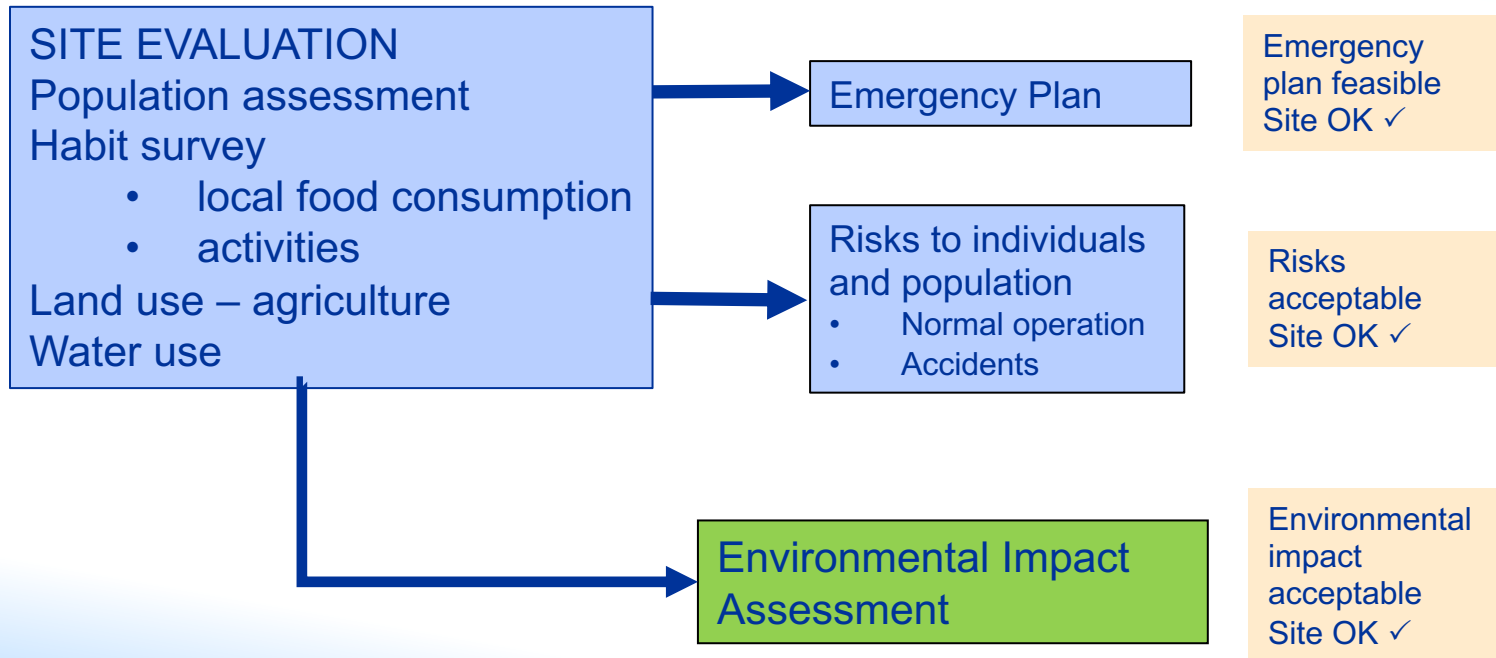 SITE EVALUATION
Population assessment
Habit survey
• local food consumption
• activities
Land use – agriculture
Water use
Emergency Plan
Emergency
plan feasible
Site OK ✓
Risks to individuals
and population
• Normal operation
• Accidents
Risks
acceptable
Site OK ✓
Environmental Impact
Assessment
Environmental
impact
acceptable
Site OK ✓